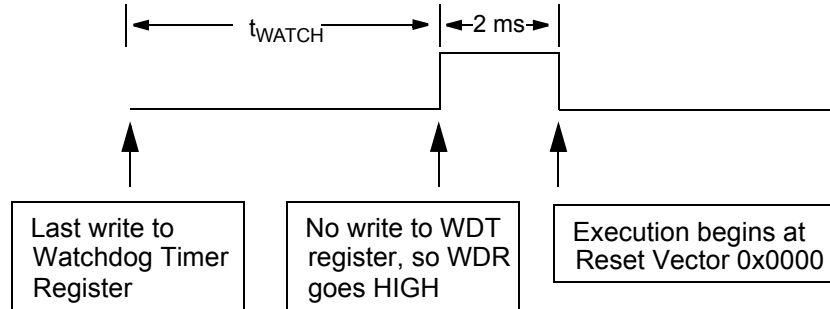 tWATCH
2 ms
Last write to
Watchdog Timer
Register
No write to WDT
register, so WDR
goes HIGH
Execution begins at
Reset Vector 0x0000